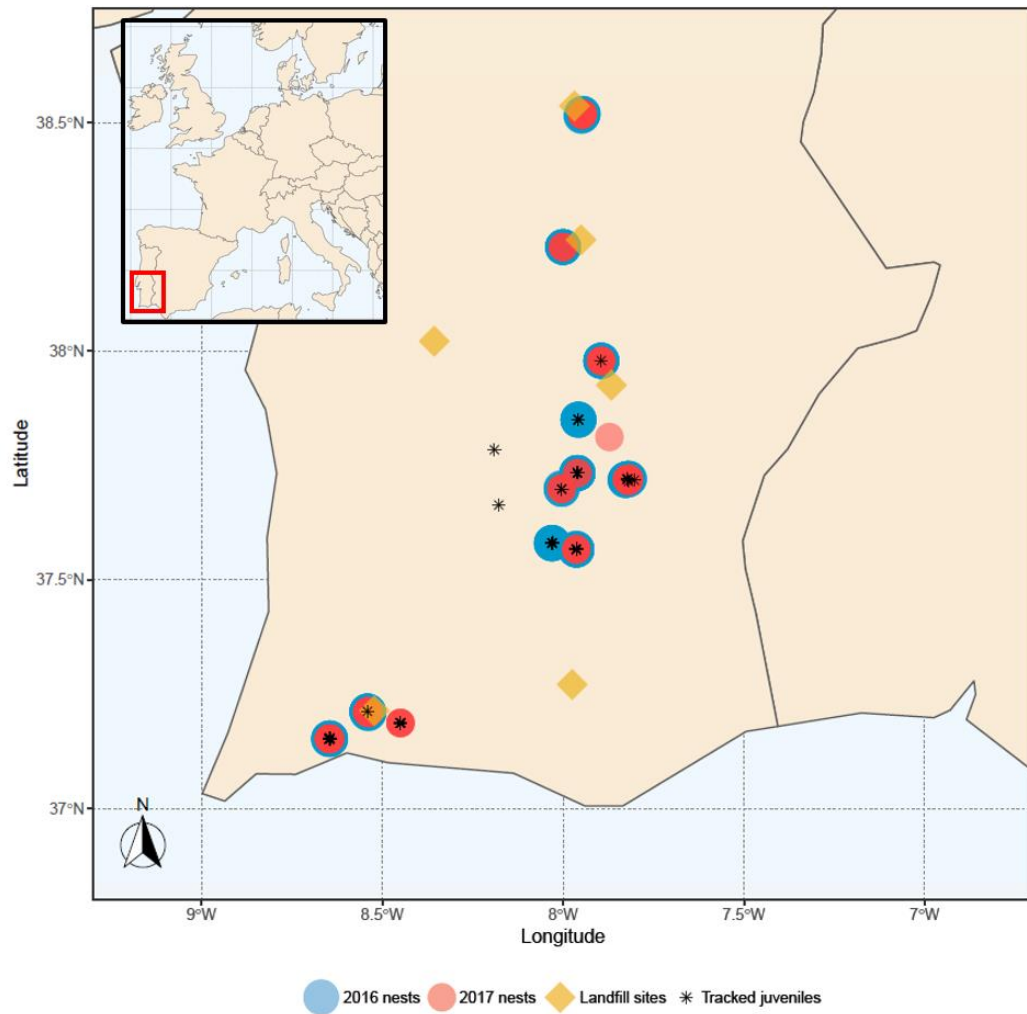 38.5°N
38°N
37.5°N
37°N
Latitude
N
9°W
8.5°W
8°W
7.5°W
7°W
Longitude
2016 nests
2017 nests
Landfill sites
Tracked juveniles